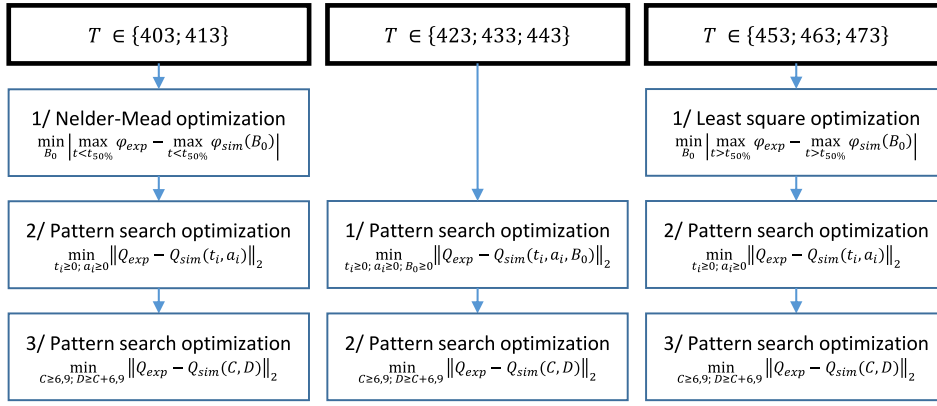 T ∈ {403; 413}
1/ Nelder-Mead optimization
min_{B_0} |max_{t<t_{50%}} φ_{exp} − max_{t<t_{50%}} φ_{sim}(B_0)|
2/ Pattern search optimization
min_{t_i≥0; a_i≥0} ‖Q_{exp} − Q_{sim}(t_i, a_i)‖_2
3/ Pattern search optimization
min_{C≥6,9; D≥C+6,9} ‖Q_{exp} − Q_{sim}(C, D)‖_2
T ∈ {423; 433; 443}
1/ Pattern search optimization
min_{t_i≥0; a_i≥0; B_0≥0} ‖Q_{exp} − Q_{sim}(t_i, a_i, B_0)‖_2
2/ Pattern search optimization
min_{C≥6,9; D≥C+6,9} ‖Q_{exp} − Q_{sim}(C, D)‖_2
T ∈ {453; 463; 473}
1/ Least square optimization
min_{B_0} |max_{t>t_{50%}} φ_{exp} − max_{t>t_{50%}} φ_{sim}(B_0)|
2/ Pattern search optimization
min_{t_i≥0; a_i≥0} ‖Q_{exp} − Q_{sim}(t_i, a_i)‖_2
3/ Pattern search optimization
min_{C≥6,9; D≥C+6,9} ‖Q_{exp} − Q_{sim}(C, D)‖_2